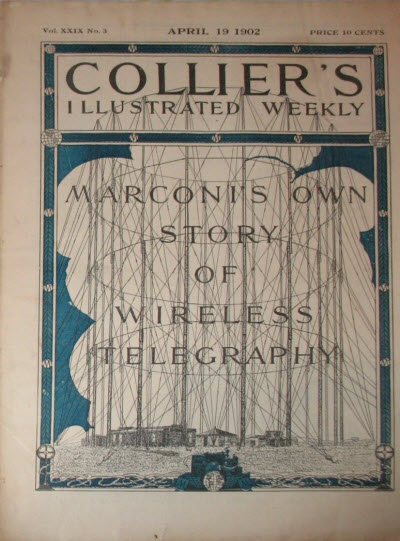 Vol. XXIX No. 3 APRIL 19 1902 PRICE 10 CENTS
COLLIER'S
ILLUSTRATED WEEKLY
MARCONI'S OWN
STORY
OF
WIRELESS
TELEGRAPHY